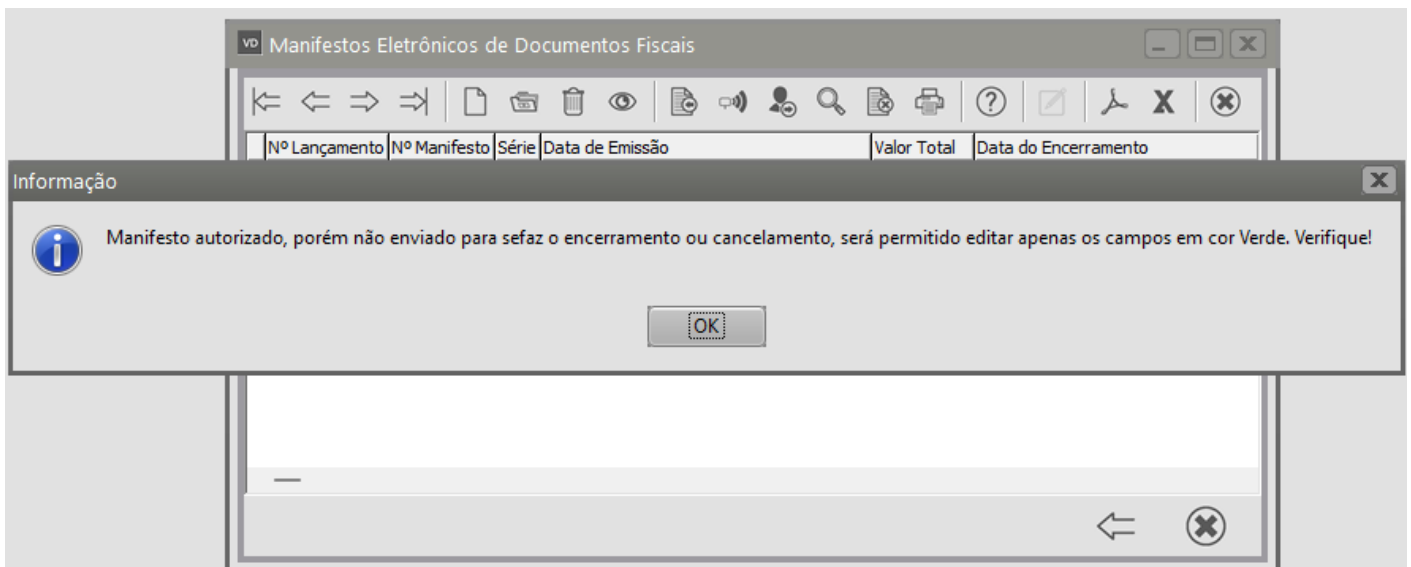 VD Manifestos Eletrônicos de Documentos Fiscais
Nº Lançamento Nº Manifesto Série Data de Emissão Valor Total Data do Encerramento
Informação
Manifesto autorizado, porém não enviado para sefaz o encerramento ou cancelamento, será permitido editar apenas os campos em cor Verde. Verifique!
OK